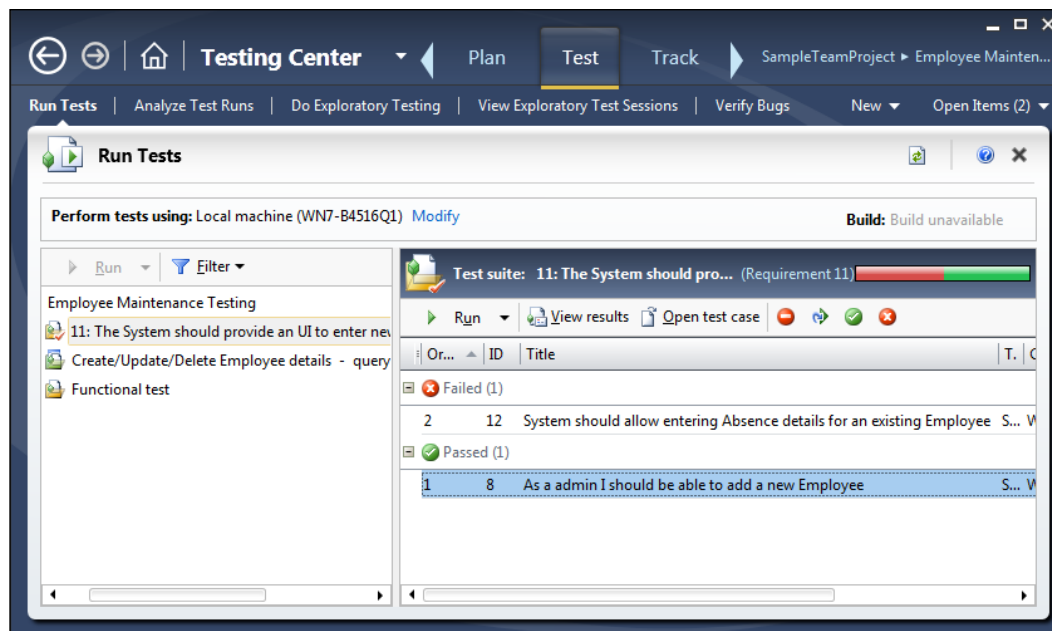 Testing Center Plan Test Track SampleTeamProject ▸ Employee Mainten...
Run Tests | Analyze Test Runs | Do Exploratory Testing | View Exploratory Test Sessions | Verify Bugs New Open Items (2)
Run Tests
Perform tests using: Local machine (WN7-B4516Q1) Modify Build: Build unavailable
Run Filter
Employee Maintenance Testing
11: The System should provide an UI to enter new
Create/Update/Delete Employee details - query
Functional test
Test suite: 11: The System should pro... (Requirement 11)
Run View results Open test case
Or... ID Title T.
Failed (1)
2 12 System should allow entering Absence details for an existing Employee S...
Passed (1)
1 8 As a admin I should be able to add a new Employee S...